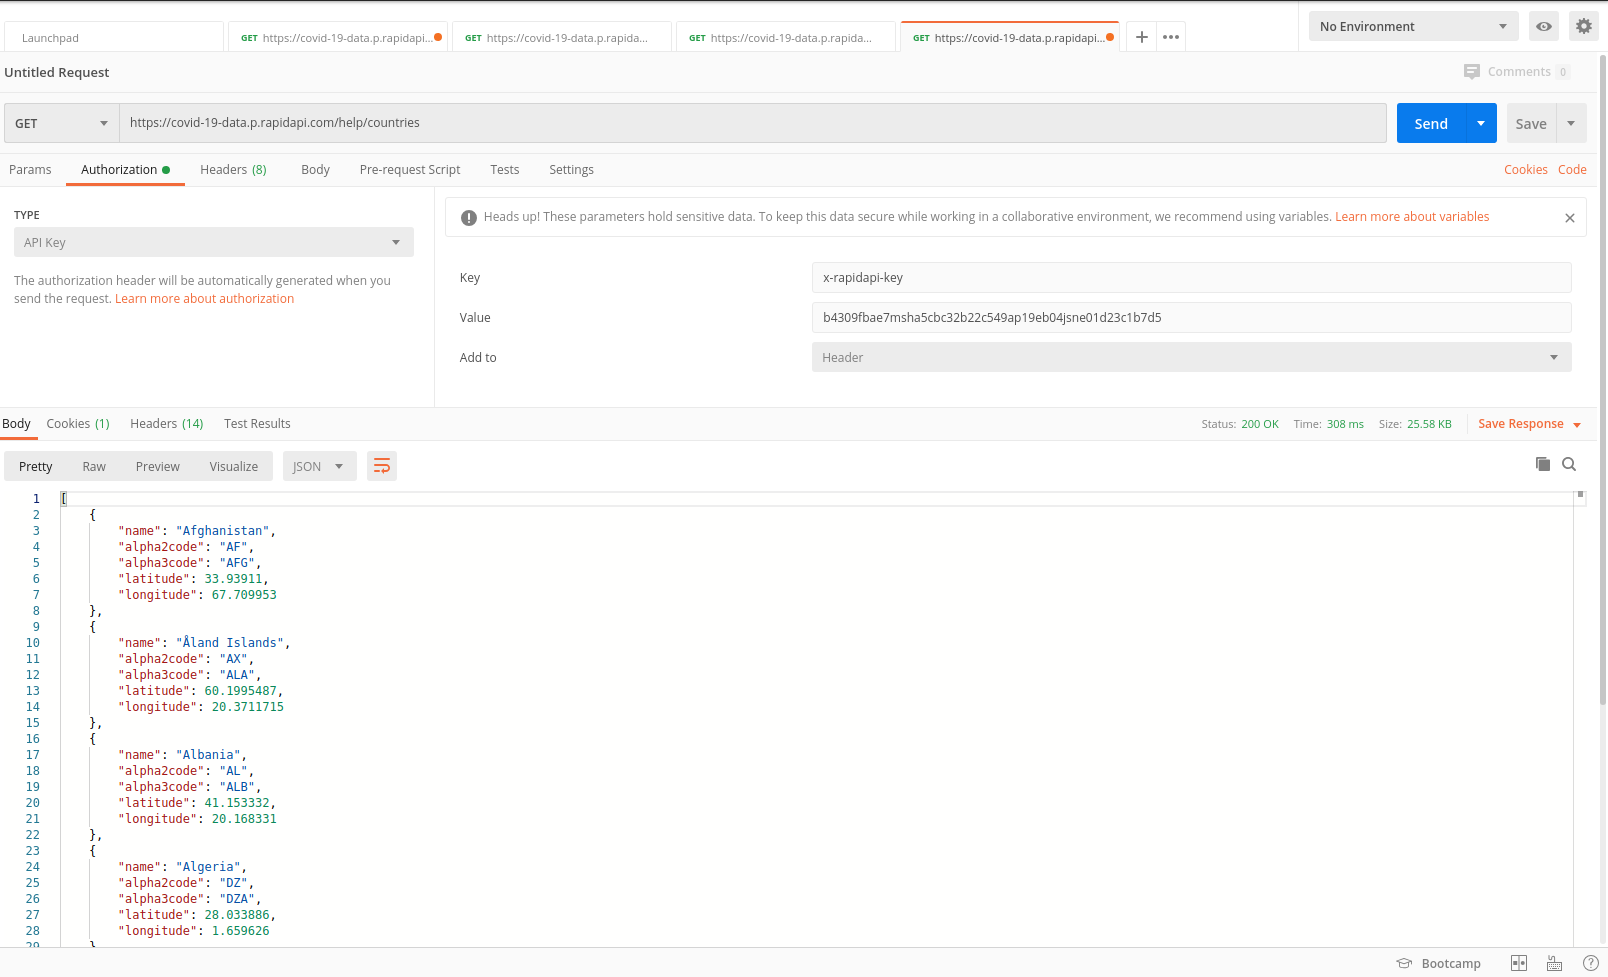 Launchpad
GET https://covid-19-data.p.rapidapi...
GET https://covid-19-data.p.rapida...
GET https://covid-19-data.p.rapida...
GET https://covid-19-data.p.rapidapi...
No Environment
Untitled Request
Comments 0
GET
https://covid-19-data.p.rapidapi.com/help/countries
Send
Save
Params
Authorization
Headers (8)
Body
Pre-request Script
Tests
Settings
Cookies
Code
TYPE
API Key
The authorization header will be automatically generated when you
send the request. Learn more about authorization
Heads up! These parameters hold sensitive data. To keep this data secure while working in a collaborative environment, we recommend using variables. Learn more about variables
Key
x-rapidapi-key
Value
b4309fbae7msha5cbc32b22c549ap19eb04jsne01d23c1b7d5
Add to
Header
Body
Cookies (1)
Headers (14)
Test Results
Status: 200 OK
Time: 308 ms
Size: 25.58 KB
Save Response
Pretty
Raw
Preview
Visualize
JSON
1 [
2 {
3 "name": "Afghanistan",
4 "alpha2code": "AF",
5 "alpha3code": "AFG",
6 "latitude": 33.93911,
7 "longitude": 67.709953
8 },
9 {
10 "name": "Åland Islands",
11 "alpha2code": "AX",
12 "alpha3code": "ALA",
13 "latitude": 60.1995487,
14 "longitude": 20.3711715
15 },
16 {
17 "name": "Albania",
18 "alpha2code": "AL",
19 "alpha3code": "ALB",
20 "latitude": 41.153332,
21 "longitude": 20.168331
22 },
23 {
24 "name": "Algeria",
25 "alpha2code": "DZ",
26 "alpha3code": "DZA",
27 "latitude": 28.033886,
28 "longitude": 1.659626
29 }
Bootcamp